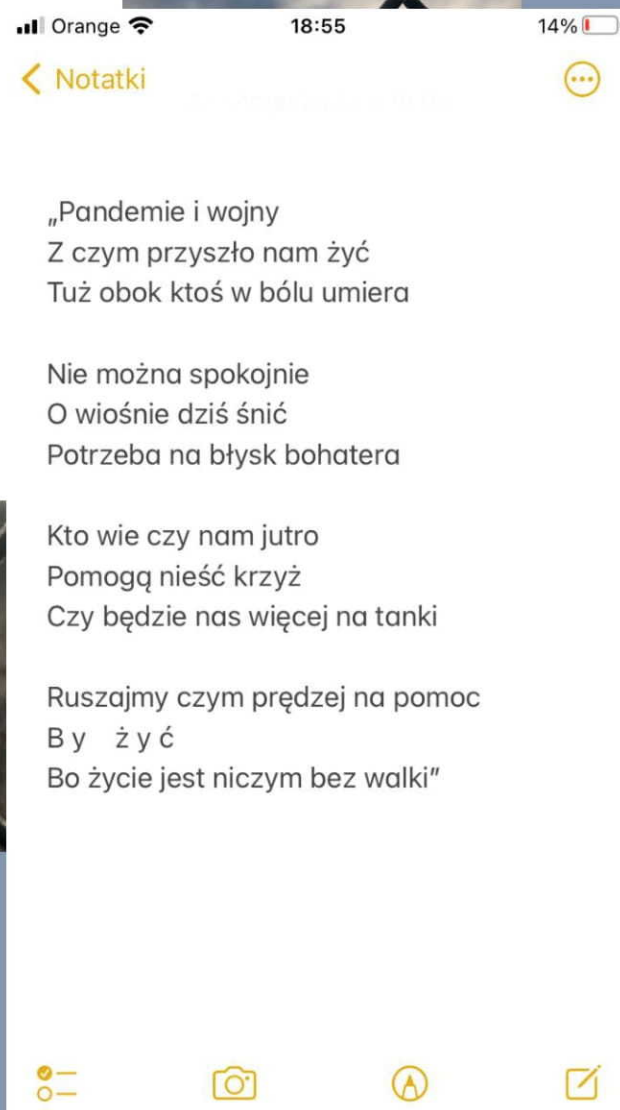 Orange 18:55 14%
Notatki
„Pandemie i wojny
Z czym przyszło nam żyć
Tuż obok ktoś w bólu umiera
Nie można spokojnie
O wiośnie dziś śnić
Potrzeba na błysk bohatera
Kto wie czy nam jutro
Pomogą nieść krzyż
Czy będzie nas więcej na tanki
Ruszajmy czym prędzej na pomoc
B y   ż y ć
Bo życie jest niczym bez walki”